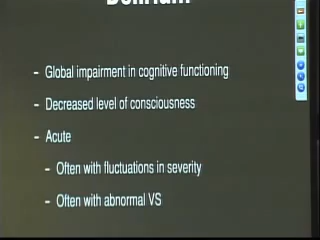 Delirium
- Global impairment in cognitive functioning
- Decreased level of consciousness
- Acute
- Often with fluctuations in severity
- Often with abnormal VS